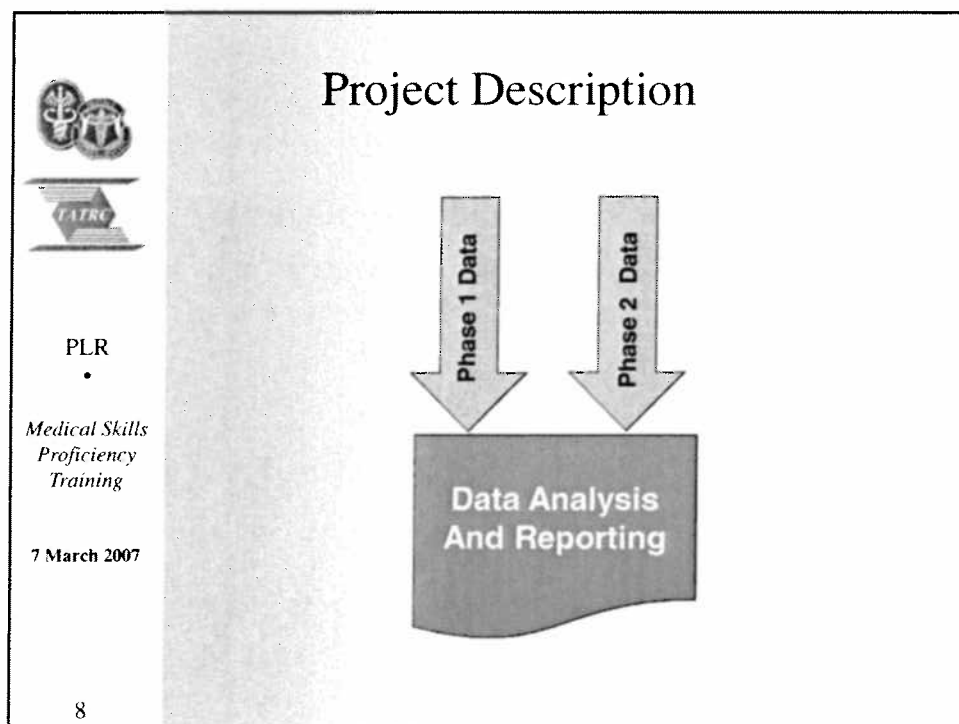 Project Description
TATRC
PLR
•
Medical Skills
Proficiency
Training
7 March 2007
8
Phase 1 Data
Phase 2 Data
Data Analysis
And Reporting